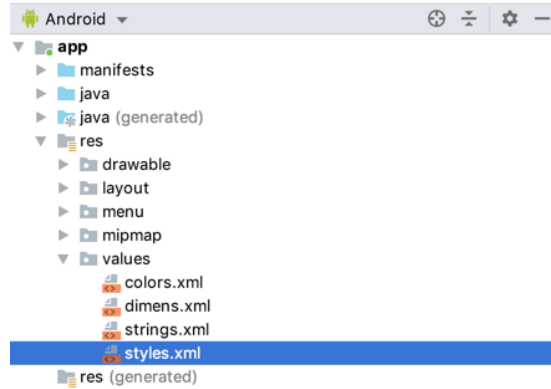 Android
app
manifests
java
java (generated)
res
drawable
layout
menu
mipmap
values
colors.xml
dimens.xml
strings.xml
styles.xml
res (generated)